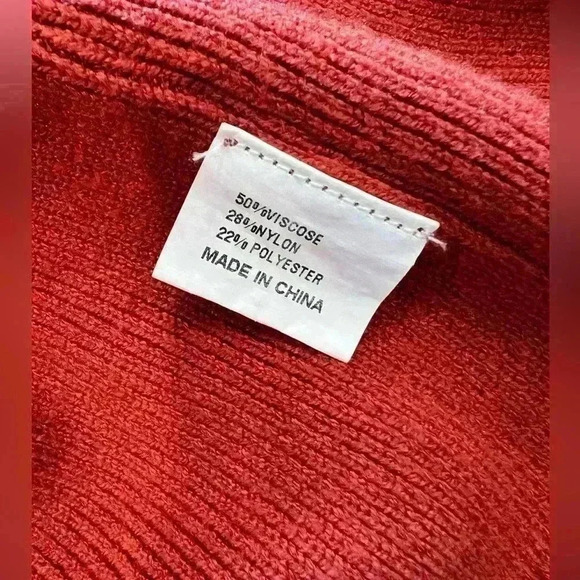 50%VISCOSE
28%NYLON
22% POLYESTER
MADE IN CHINA